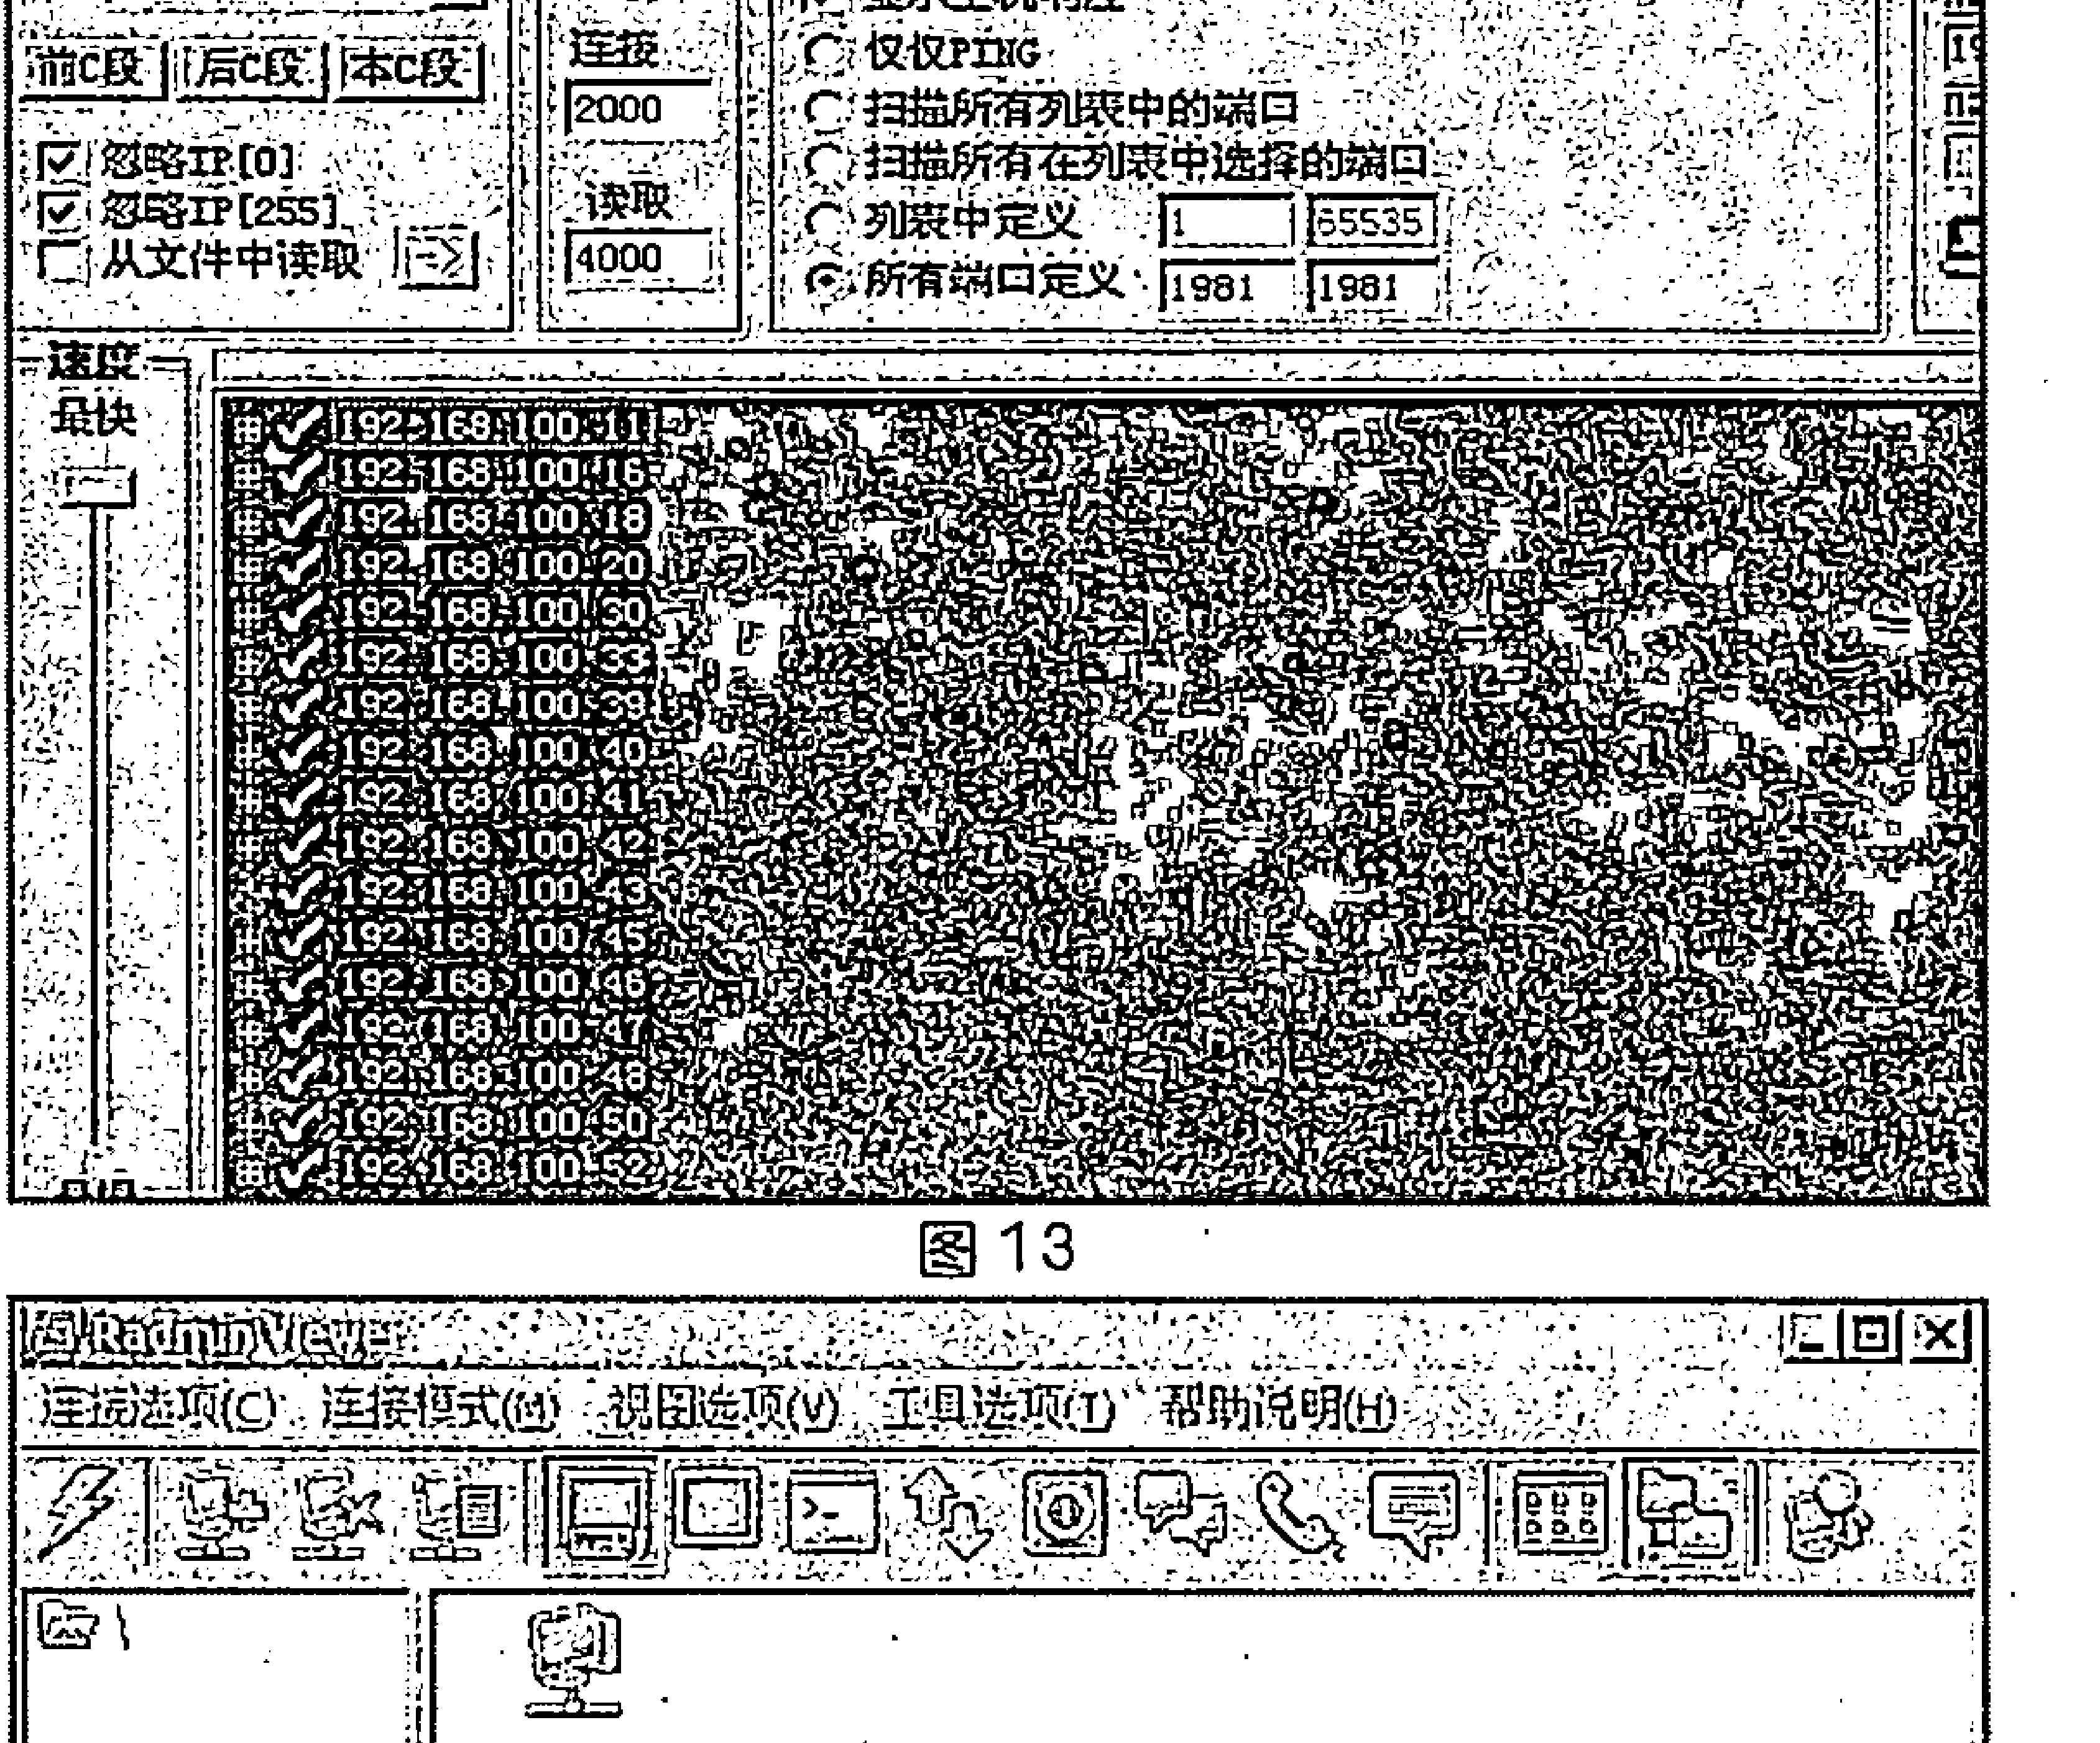 连接
仅仅PING
前C段 后C段 本C段
2000
扫描所有列表中的端口
忽略IP[0]
扫描所有在列表中选择的端口
忽略IP[255]
读取
列表中定义 1 65535
从文件中读取 ->
4000
所有端口定义 1981 1981
速度
最快
192.168.100.11
192.168.100.16
192.168.100.18
192.168.100.20
192.168.100.30
192.168.100.33
192.168.100.39
192.168.100.40
192.168.100.41
192.168.100.42
192.168.100.43
192.168.100.45
192.168.100.46
192.168.100.47
192.168.100.48
192.168.100.50
192.168.100.52
图 13
Radmin Viewer
连接选项(C) 连接模式(M) 视图选项(V) 工具选项(T) 帮助说明(H)
\